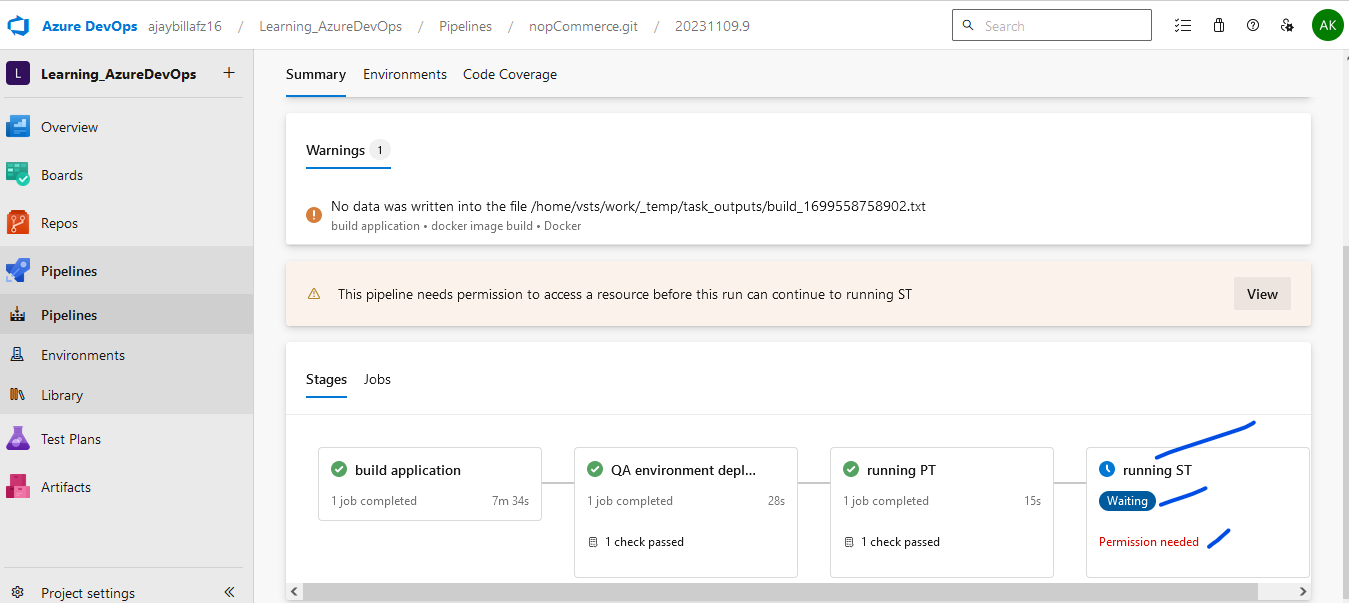 Azure DevOps ajaybillafz16 / Learning_AzureDevOps / Pipelines / nopCommerce.git / 20231109.9
Search
AK
L Learning_AzureDevOps +
Overview
Boards
Repos
Pipelines
Pipelines
Environments
Library
Test Plans
Artifacts
Project settings
Summary Environments Code Coverage
Warnings 1
No data was written into the file /home/vsts/work/_temp/task_outputs/build_1699558758902.txt
build application • docker image build • Docker
This pipeline needs permission to access a resource before this run can continue to running ST
View
Stages Jobs
build application
1 job completed 7m 34s
QA environment depl...
1 job completed 28s
1 check passed
running PT
1 job completed 15s
1 check passed
running ST
Waiting
Permission needed